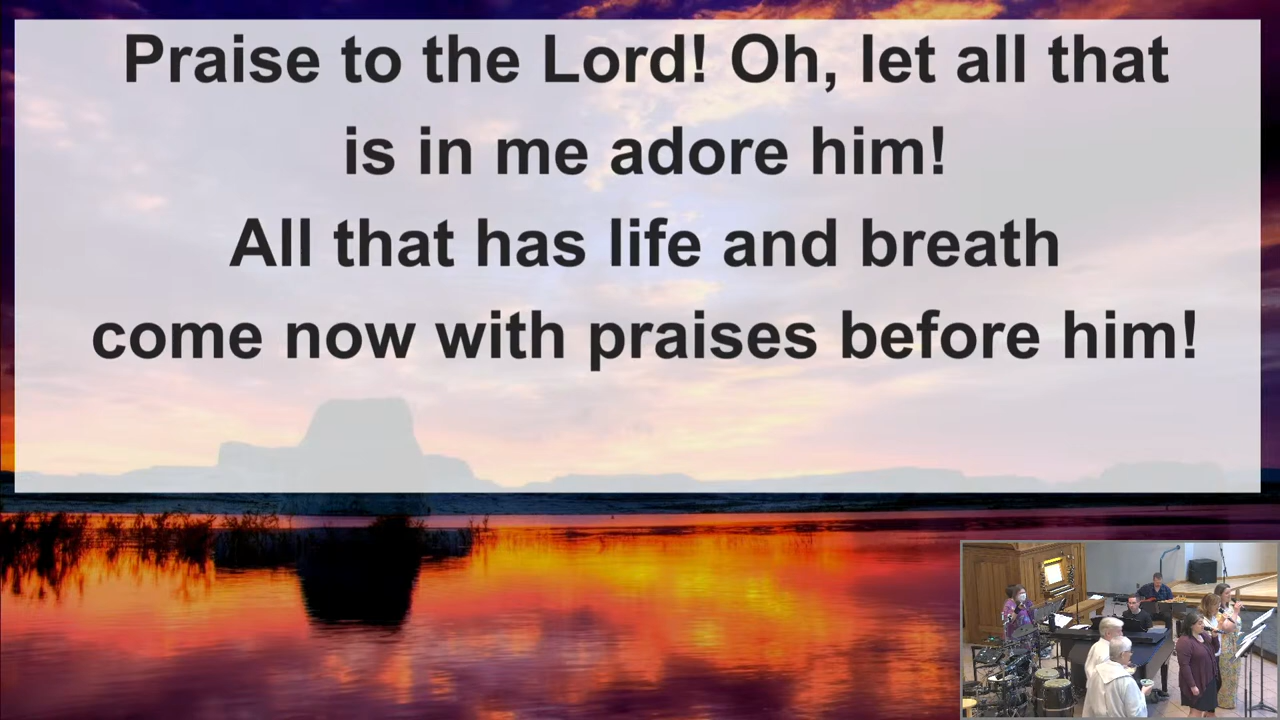 Praise to the Lord! Oh, let all that
is in me adore him!
All that has life and breath
come now with praises before him!